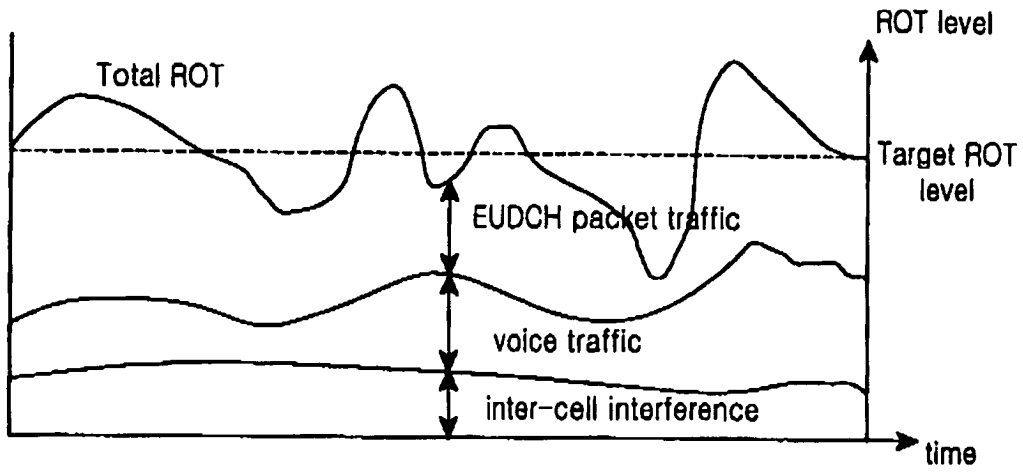 ROT level
Total ROT
Target ROT
level
EUDCH packet traffic
voice traffic
inter-cell interference
time